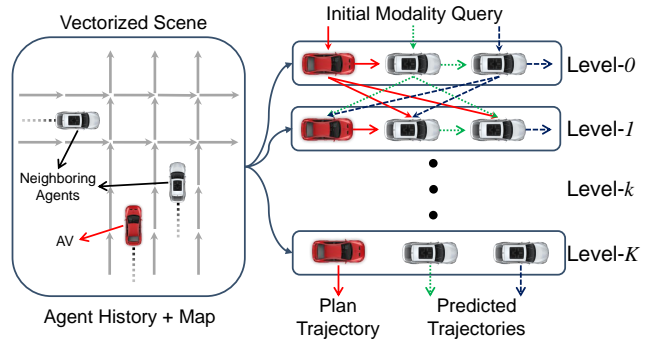 Vectorized Scene
Neighboring
Agents
AV
Agent History + Map
Initial Modality Query
Level-0
Level-1
Level-k
Level-K
Plan
Trajectory
Predicted
Trajectories